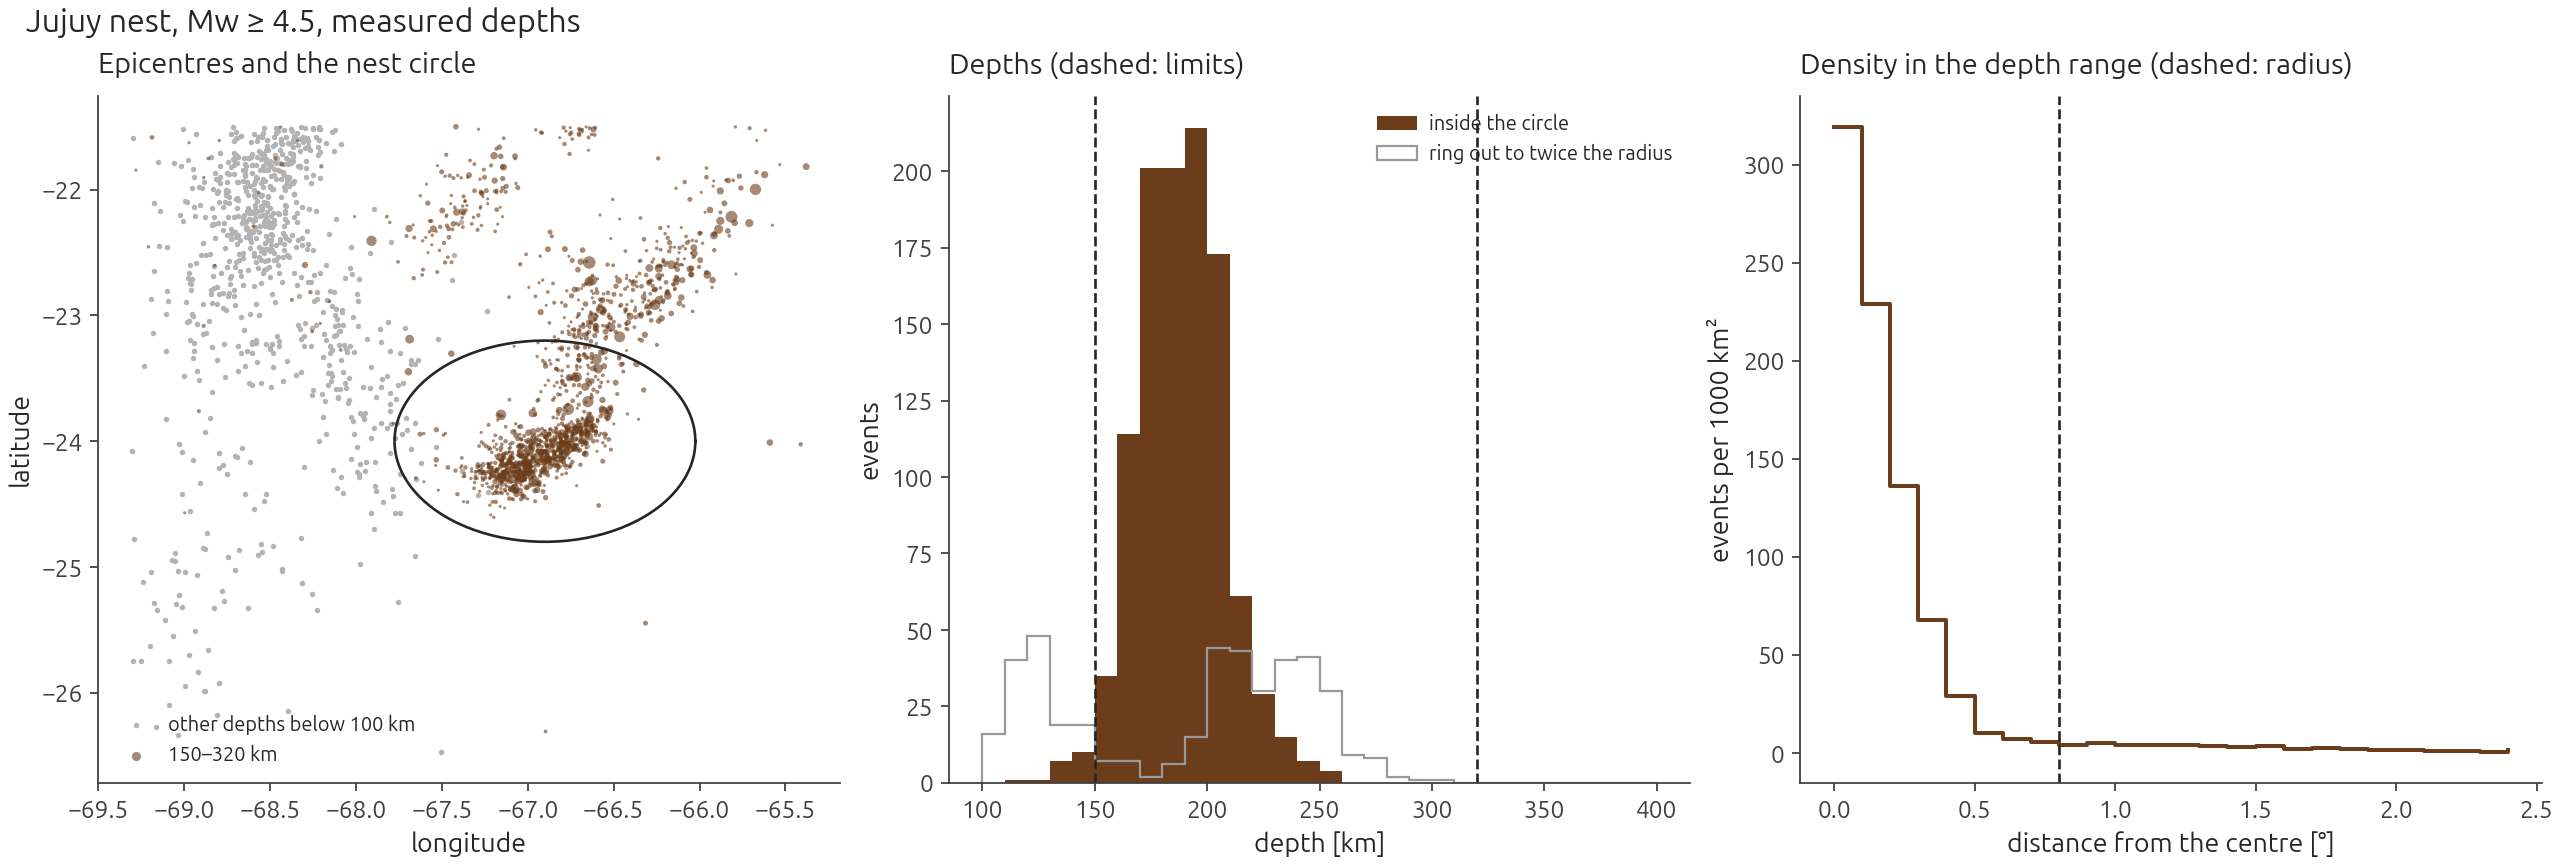 Jujuy nest, Mw ≥ 4.5, measured depths
Epicentres and the nest circle
latitude
−22
−23
−24
−25
−26
other depths below 100 km
150–320 km
−69.5 −69.0 −68.5 −68.0 −67.5 −67.0 −66.5 −66.0 −65.5
longitude
Depths (dashed: limits)
inside the circle
ring out to twice the radius
events
200
175
150
125
100
75
50
25
0
100 150 200 250 300 350 400
depth [km]
Density in the depth range (dashed: radius)
events per 1000 km²
300
250
200
150
100
50
0
0.0 0.5 1.0 1.5 2.0 2.5
distance from the centre [°]